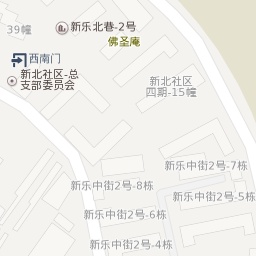 新乐北巷-2号
39幢
佛圣庵
西南门
新北社区-总
支部委员会
新北社区
四期-15幢
新乐中街2号-7栋
新乐中街2号-8栋
新乐中街2号-5栋
新乐中街2号-6栋
新乐中街2号-4栋